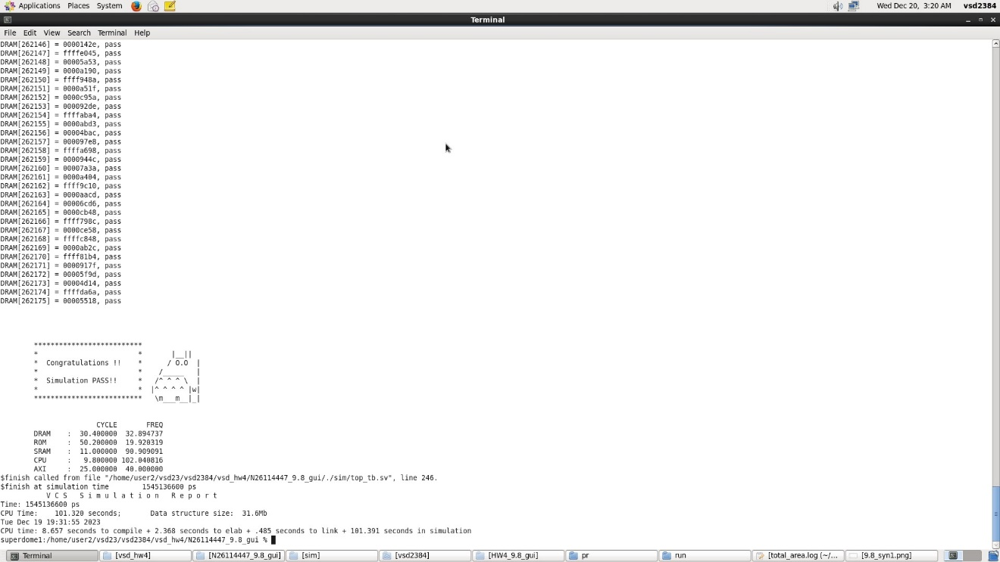 Applications Places System Wed Dec 20, 3:20 AM vsd2384
Terminal
File Edit View Search Terminal Help
DRAM[262146] = 0000142e, pass
DRAM[262147] = ffffe045, pass
DRAM[262148] = 00005a53, pass
DRAM[262149] = 0000a190, pass
DRAM[262150] = ffff948a, pass
DRAM[262151] = 0000a51f, pass
DRAM[262152] = 0000c95a, pass
DRAM[262153] = 000092de, pass
DRAM[262154] = ffffaba4, pass
DRAM[262155] = 0000abd3, pass
DRAM[262156] = 00004bac, pass
DRAM[262157] = 000097e8, pass
DRAM[262158] = ffffa698, pass
DRAM[262159] = 0000944c, pass
DRAM[262160] = 00007a3a, pass
DRAM[262161] = 0000a404, pass
DRAM[262162] = ffff9c10, pass
DRAM[262163] = 0000aacd, pass
DRAM[262164] = 00006cd6, pass
DRAM[262165] = 0000cb48, pass
DRAM[262166] = ffff798c, pass
DRAM[262167] = 0000ce58, pass
DRAM[262168] = ffffc848, pass
DRAM[262169] = 0000ab2c, pass
DRAM[262170] = ffff81b4, pass
DRAM[262171] = 0000917f, pass
DRAM[262172] = 00005f9d, pass
DRAM[262173] = 00004d14, pass
DRAM[262174] = ffffda6a, pass
DRAM[262175] = 00005518, pass
**************************
*                        *       |__||
*  Congratulations !!    *      / O.O  |
*                        *    /_____   |
*  Simulation PASS!!     *   /^ ^ ^ \  |
*                        *  |^ ^ ^ ^ |w|
**************************   \m___m__|_|
CYCLE FREQ
DRAM : 30.400000 32.894737
ROM : 50.200000 19.920319
SRAM : 11.000000 90.909091
CPU : 9.800000 102.040816
AXI : 25.000000 40.000000
$finish called from file "/home/user2/vsd23/vsd2384/vsd_hw4/N26114447_9.8_gui/./sim/top_tb.sv", line 246.
$finish at simulation time 1545136600 ps
V C S   S i m u l a t i o n   R e p o r t
Time: 1545136600 ps
CPU Time: 101.320 seconds; Data structure size: 31.6Mb
Tue Dec 19 19:31:55 2023
CPU time: 8.657 seconds to compile + 2.368 seconds to elab + .485 seconds to link + 101.391 seconds in simulation
superdome1:/home/user2/vsd23/vsd2384/vsd_hw4/N26114447_9.8_gui %
Terminal [vsd_hw4] [N26114447_9.8_gui] [sim] [vsd2384] [HW4_9.8_gui] pr run [total_area.log (~/... [9.8_syn1.png]